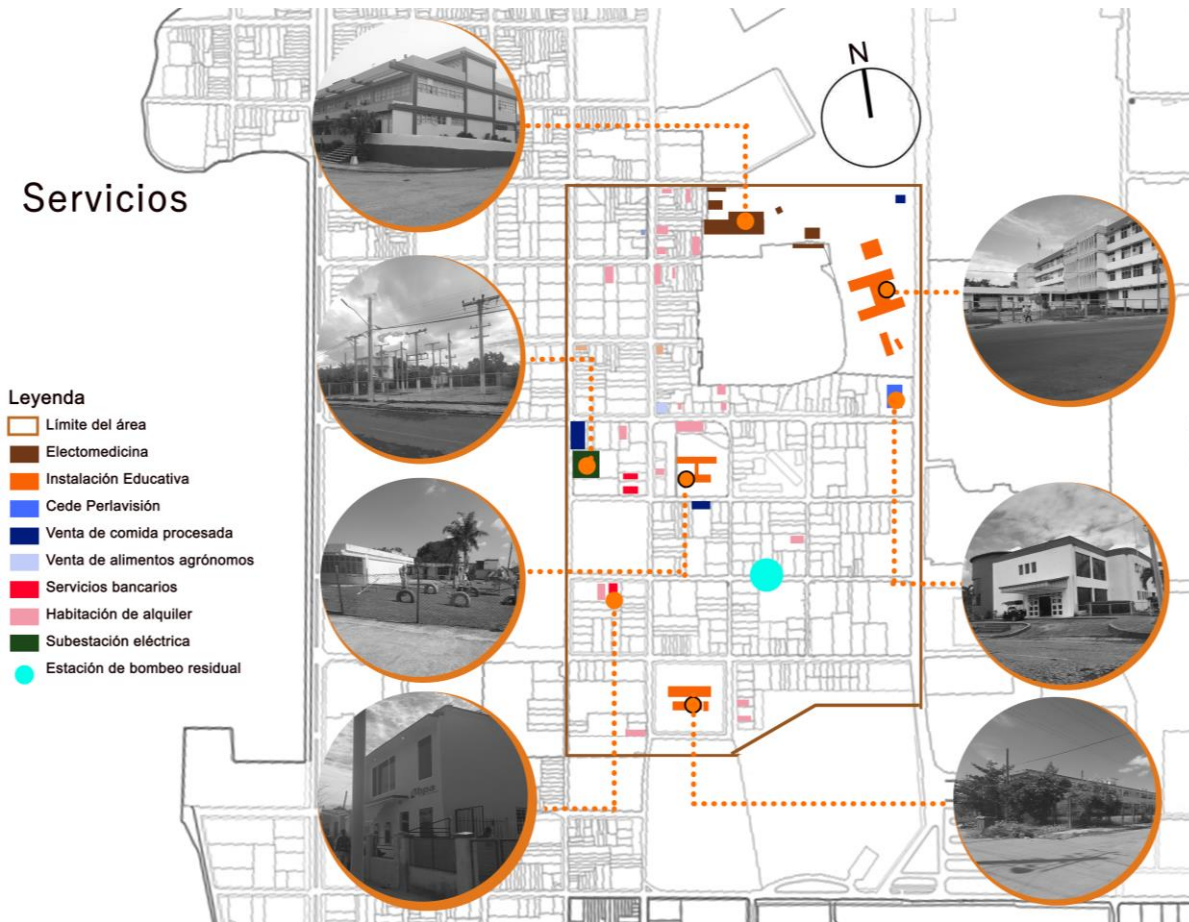 N
Servicios
Leyenda
Límite del área
Electomedicina
Instalación Educativa
Cede Perlavisión
Venta de comida procesada
Venta de alimentos agrónomos
Servicios bancarios
Habitación de alquiler
Subestación eléctrica
Estación de bombeo residual